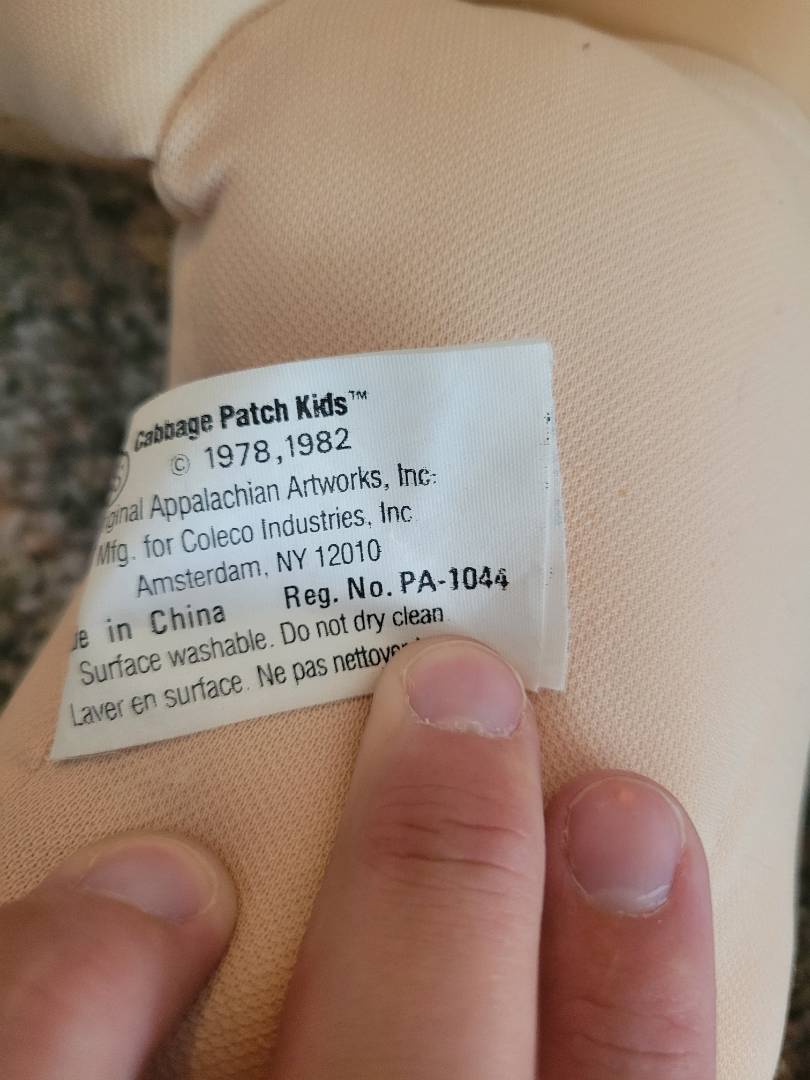 Cabbage Patch Kids™
© 1978,1982
Appalachian Artworks, Inc.
Mfg. for Coleco Industries, Inc
Amsterdam, NY 12010
in China Reg. No. PA-1044
Surface washable. Do not dry clean
Laver en surface. Ne pas